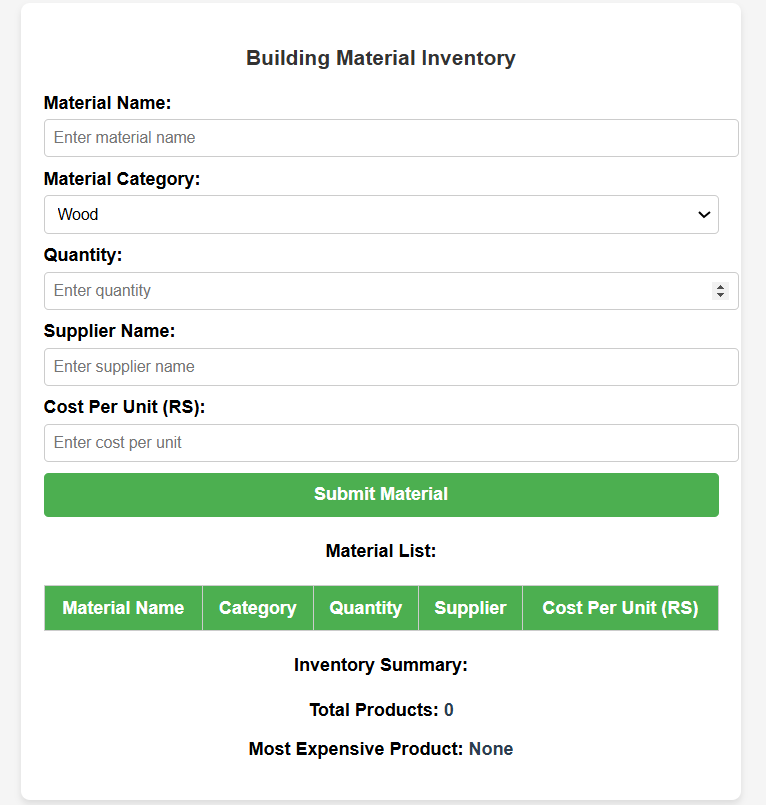 Building Material Inventory
Material Name:
Enter material name
Material Category:
Wood
Quantity:
Enter quantity
Supplier Name:
Enter supplier name
Cost Per Unit (RS):
Enter cost per unit
Submit Material
Material List:
Material Name Category Quantity Supplier Cost Per Unit (RS)
Inventory Summary:
Total Products: 0
Most Expensive Product: None